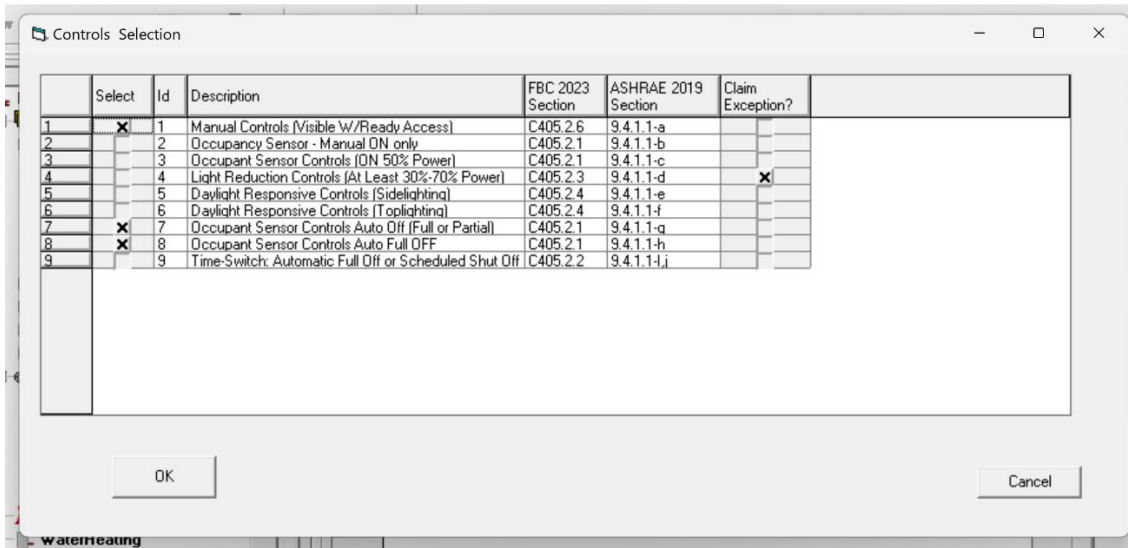 Controls Selection
Select Id Description FBC 2023 Section ASHRAE 2019 Section Claim Exception?
1 1 Manual Controls (Visible W/Ready Access) C405.2.6 9.4.1.1-a
2 2 Occupancy Sensor - Manual ON only C405.2.1 9.4.1.1-b
3 3 Occupant Sensor Controls (ON 50% Power) C405.2.1 9.4.1.1-c
4 4 Light Reduction Controls (At Least 30%-70% Power) C405.2.3 9.4.1.1-d
5 5 Daylight Responsive Controls (Sidelighting) C405.2.4 9.4.1.1-e
6 6 Daylight Responsive Controls (Toplighting) C405.2.4 9.4.1.1-f
7 7 Occupant Sensor Controls Auto Off (Full or Partial) C405.2.1 9.4.1.1-g
8 8 Occupant Sensor Controls Auto Full OFF C405.2.1 9.4.1.1-h
9 9 Time-Switch: Automatic Full Off or Scheduled Shut Off C405.2.2 9.4.1.1-I,j
OK
Cancel
WaterHeating